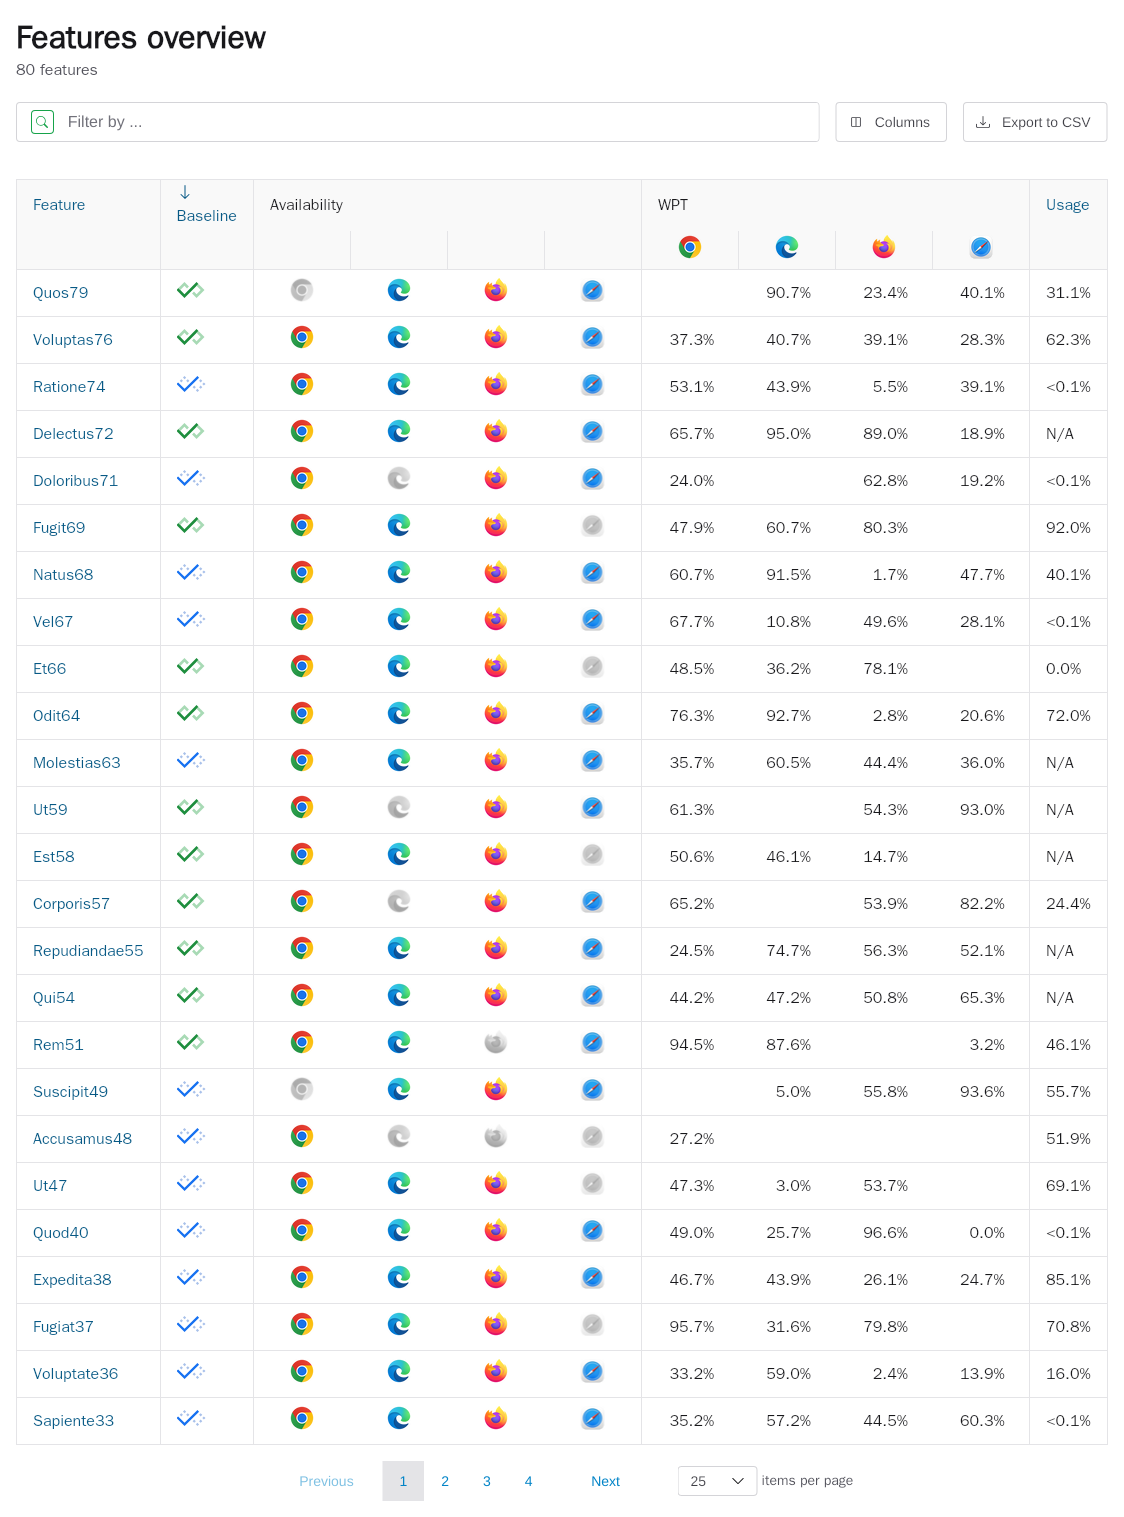 Features overview
80 features
Filter by ...
Columns
Export to CSV
Feature Baseline Availability WPT Usage
Quos79 90.7% 23.4% 40.1% 31.1%
Voluptas76 37.3% 40.7% 39.1% 28.3% 62.3%
Ratione74 53.1% 43.9% 5.5% 39.1% <0.1%
Delectus72 65.7% 95.0% 89.0% 18.9% N/A
Doloribus71 24.0% 62.8% 19.2% <0.1%
Fugit69 47.9% 60.7% 80.3% 92.0%
Natus68 60.7% 91.5% 1.7% 47.7% 40.1%
Vel67 67.7% 10.8% 49.6% 28.1% <0.1%
Et66 48.5% 36.2% 78.1% 0.0%
Odit64 76.3% 92.7% 2.8% 20.6% 72.0%
Molestias63 35.7% 60.5% 44.4% 36.0% N/A
Ut59 61.3% 54.3% 93.0% N/A
Est58 50.6% 46.1% 14.7% N/A
Corporis57 65.2% 53.9% 82.2% 24.4%
Repudiandae55 24.5% 74.7% 56.3% 52.1% N/A
Qui54 44.2% 47.2% 50.8% 65.3% N/A
Rem51 94.5% 87.6% 3.2% 46.1%
Suscipit49 5.0% 55.8% 93.6% 55.7%
Accusamus48 27.2% 51.9%
Ut47 47.3% 3.0% 53.7% 69.1%
Quod40 49.0% 25.7% 96.6% 0.0% <0.1%
Expedita38 46.7% 43.9% 26.1% 24.7% 85.1%
Fugiat37 95.7% 31.6% 79.8% 70.8%
Voluptate36 33.2% 59.0% 2.4% 13.9% 16.0%
Sapiente33 35.2% 57.2% 44.5% 60.3% <0.1%
Previous 1 2 3 4 Next 25 items per page